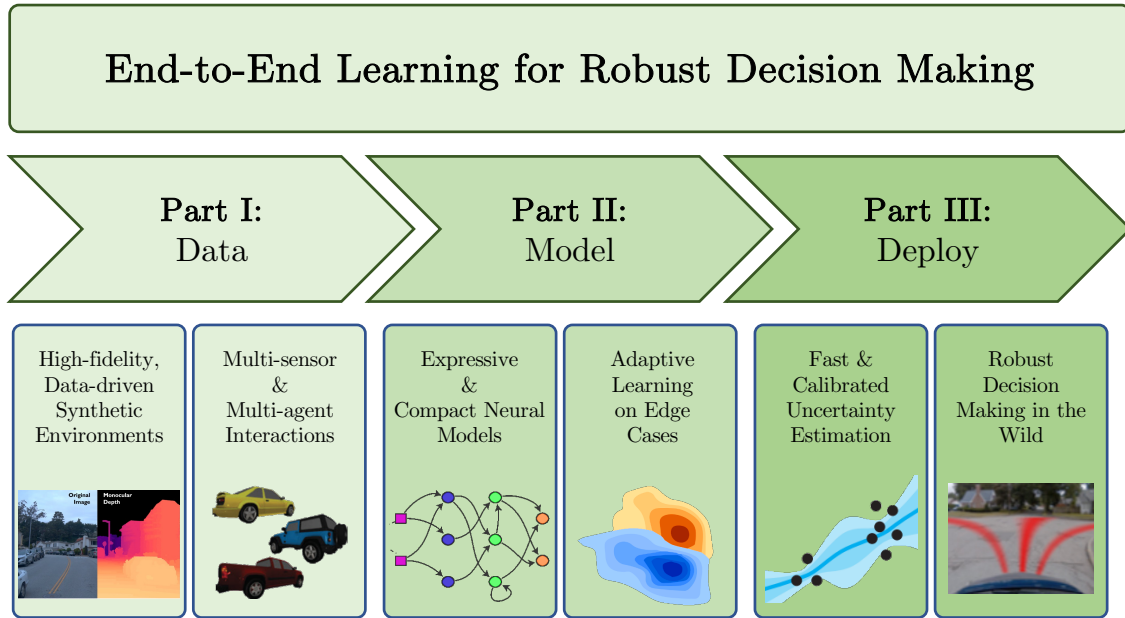 End-to-End Learning for Robust Decision Making
Part I:
Data
Part II:
Model
Part III:
Deploy
High-fidelity,
Data-driven
Synthetic
Environments
Original
Image
Monocular
Depth
Multi-sensor
&
Multi-agent
Interactions
Expressive
&
Compact Neural
Models
Adaptive
Learning
on Edge
Cases
Fast &
Calibrated
Uncertainty
Estimation
Robust
Decision
Making in the
Wild